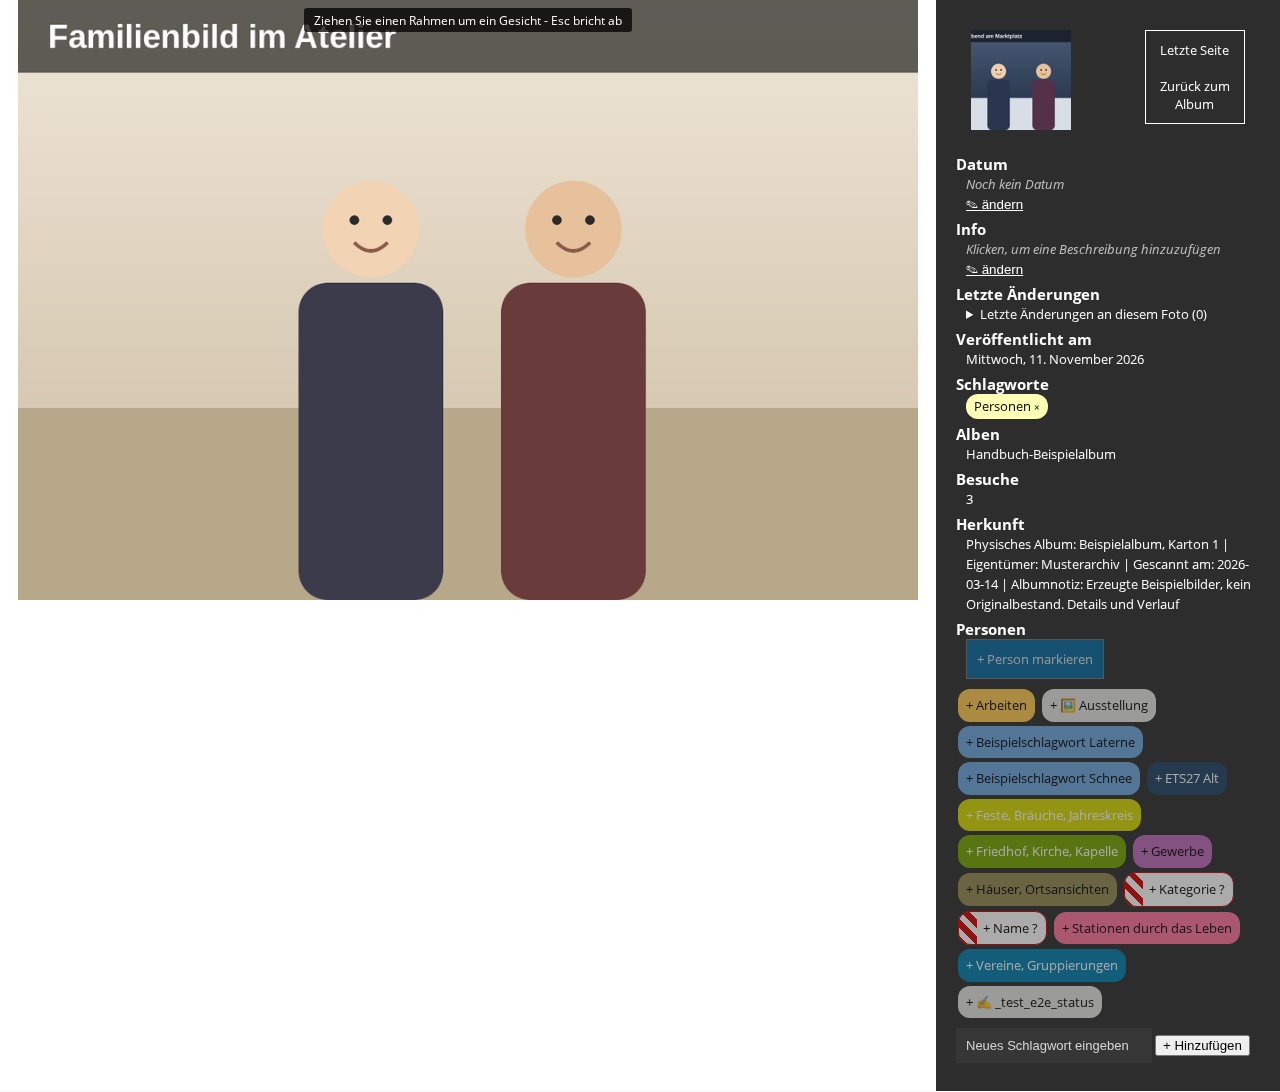 Ziehen Sie einen Rahmen um ein Gesicht - Esc bricht ab
Familienbild im Atelier
bend am Marktplatz
Letzte Seite
Zurück zum
Album
Datum
Noch kein Datum
✎ ändern
Info
Klicken, um eine Beschreibung hinzuzufügen
✎ ändern
Letzte Änderungen
▶ Letzte Änderungen an diesem Foto (0)
Veröffentlicht am
Mittwoch, 11. November 2026
Schlagworte
Personen ×
Alben
Handbuch-Beispielalbum
Besuche
3
Herkunft
Physisches Album: Beispielalbum, Karton 1 |
Eigentümer: Musterarchiv | Gescannt am: 2026-
03-14 | Albumnotiz: Erzeugte Beispielbilder, kein
Originalbestand. Details und Verlauf
Personen
+ Person markieren
+ Arbeiten + 🖼️ Ausstellung
+ Beispielschlagwort Laterne
+ Beispielschlagwort Schnee + ETS27 Alt
+ Feste, Bräuche, Jahreskreis
+ Friedhof, Kirche, Kapelle + Gewerbe
+ Häuser, Ortsansichten + Kategorie ?
+ Name ? + Stationen durch das Leben
+ Vereine, Gruppierungen
+ ✍️ _test_e2e_status
Neues Schlagwort eingeben + Hinzufügen